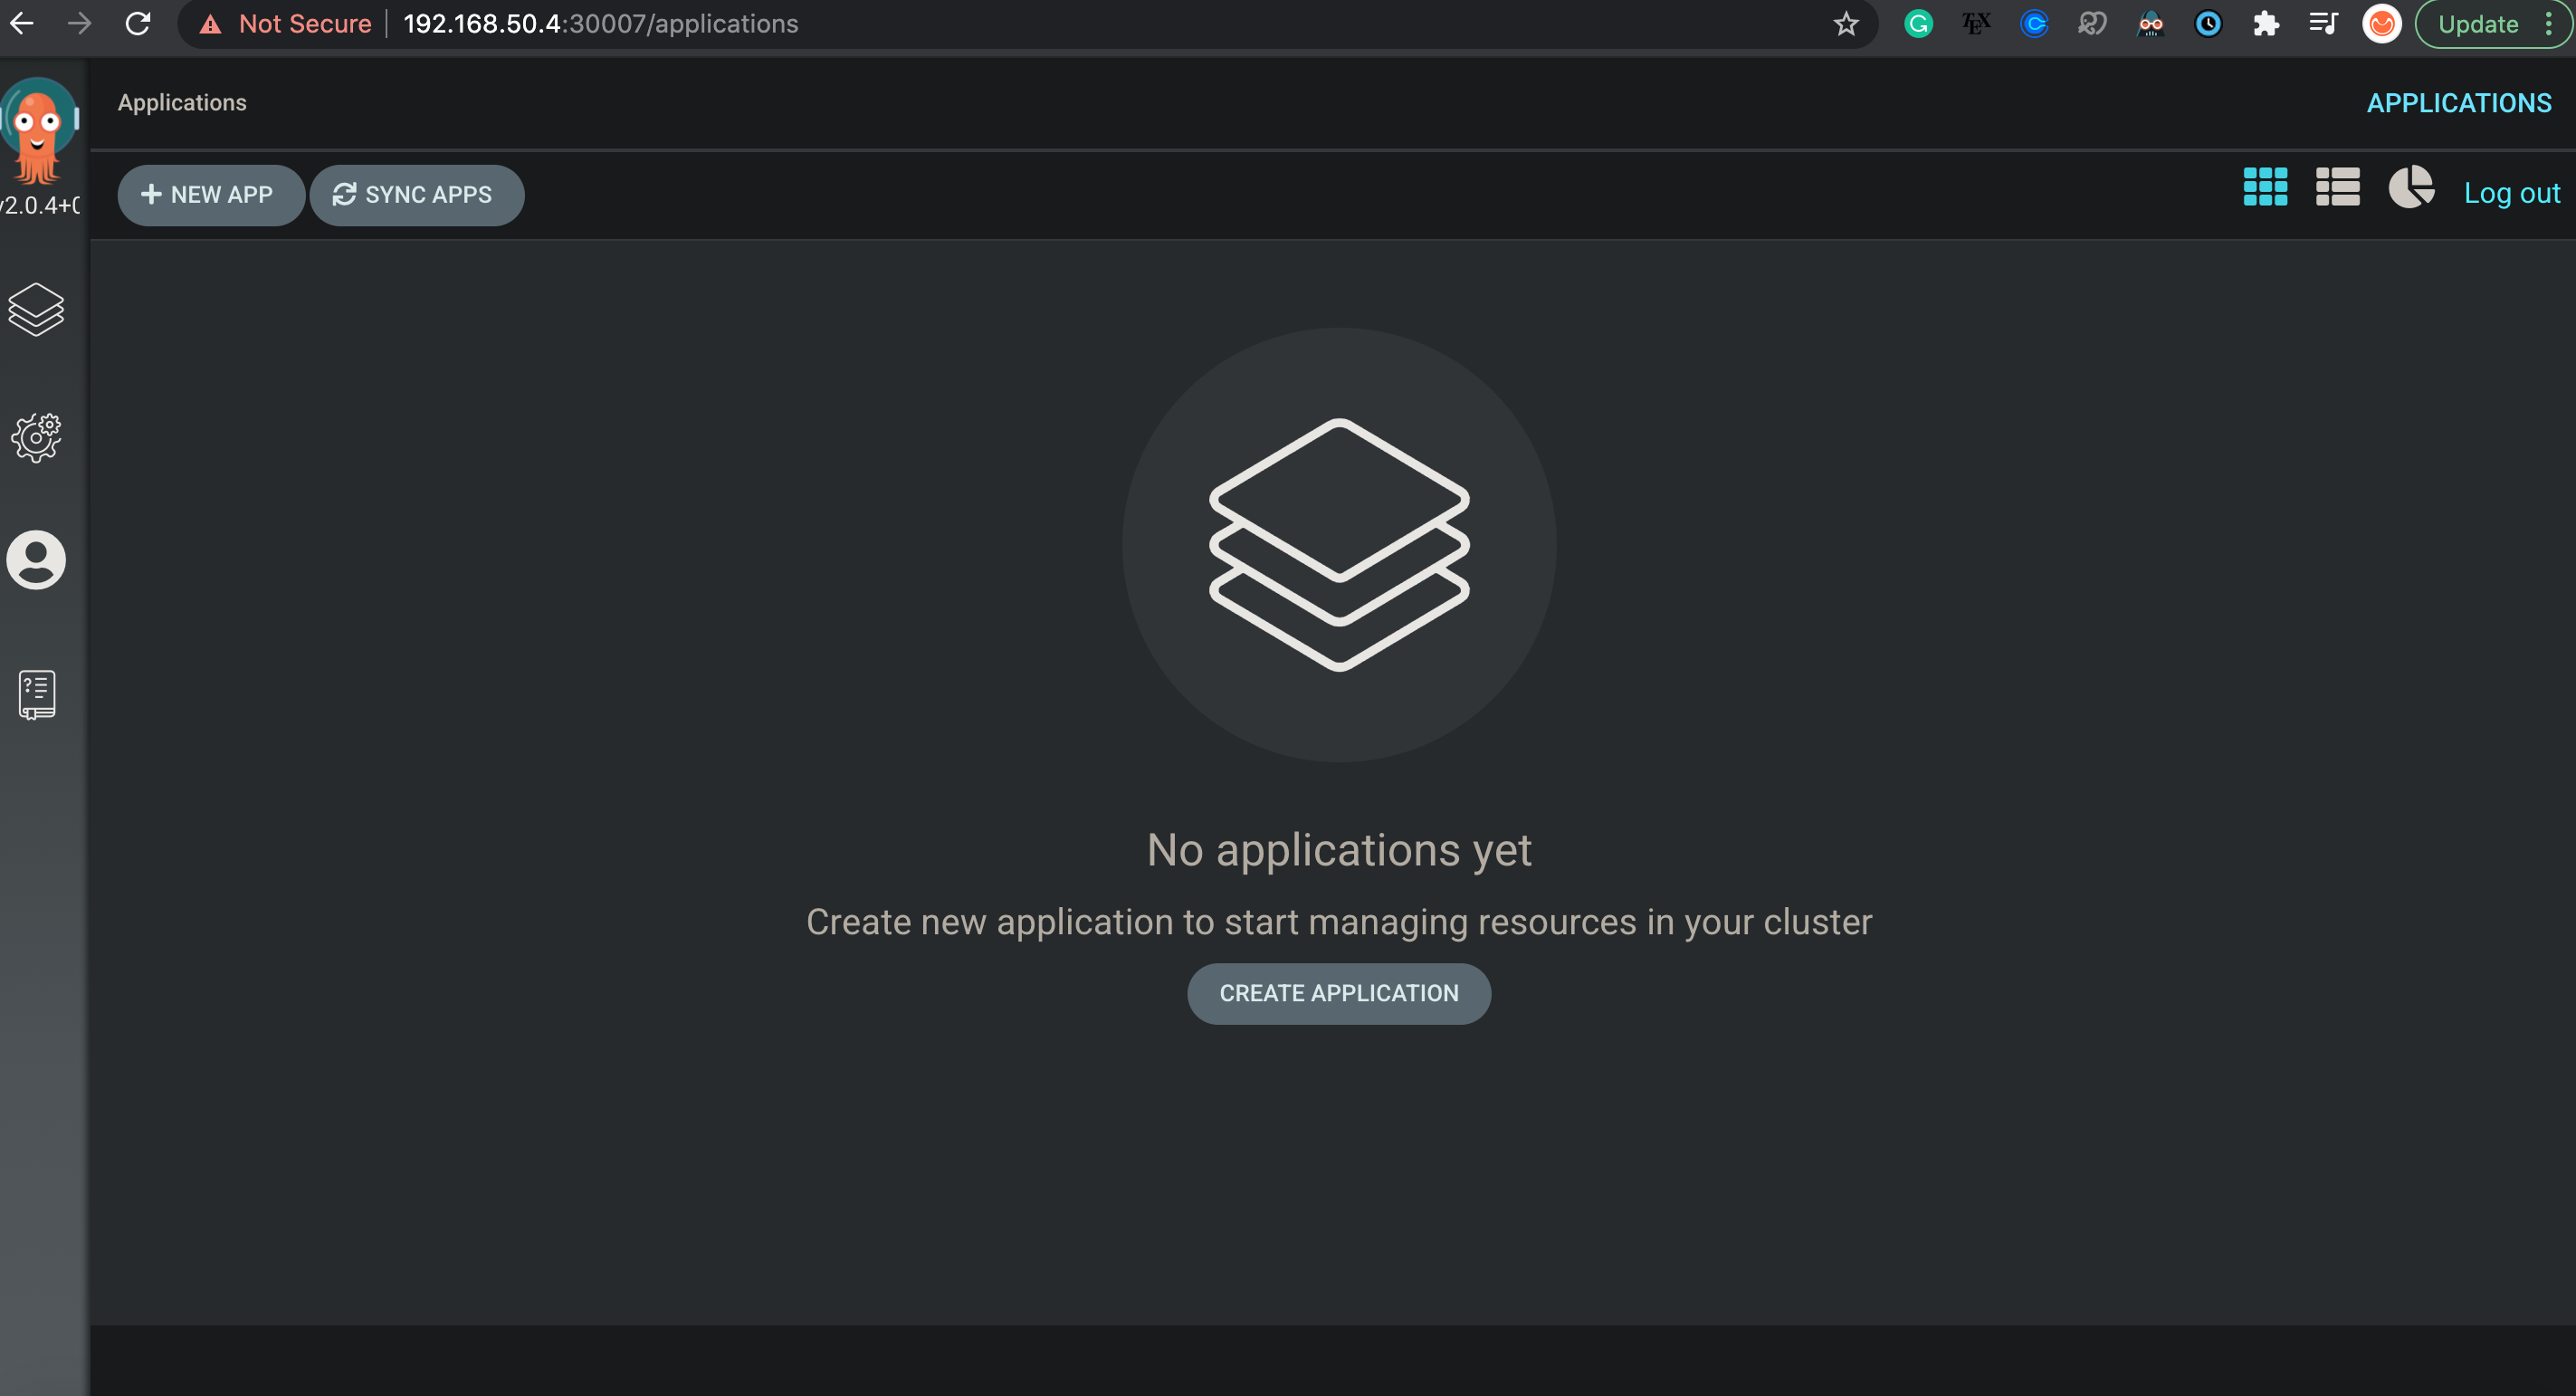 Not Secure 192.168.50.4:30007/applications
Update
Applications
APPLICATIONS
v2.0.4+0
NEW APP
SYNC APPS
Log out
No applications yet
Create new application to start managing resources in your cluster
CREATE APPLICATION